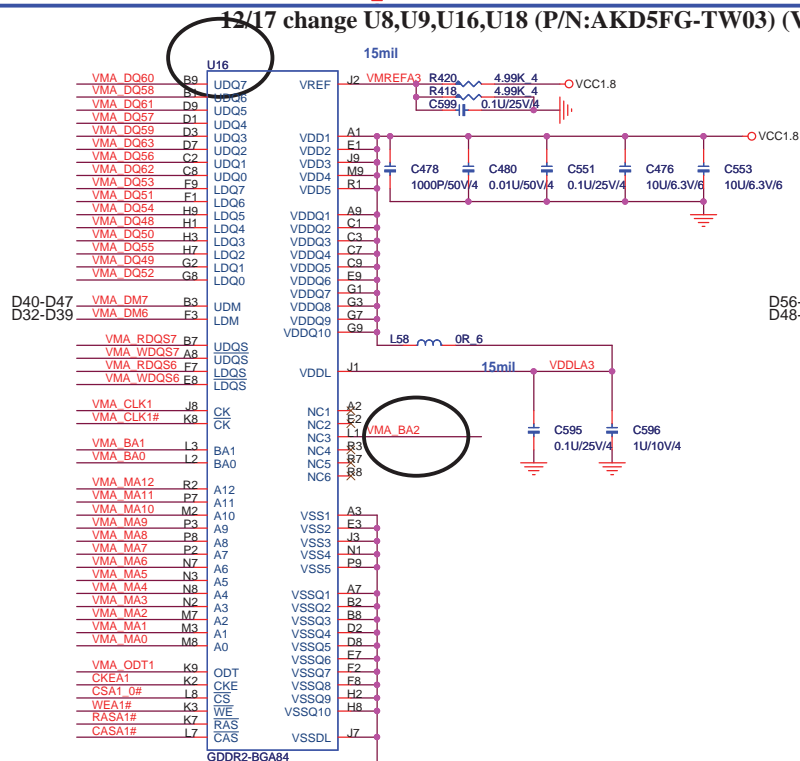 12/17 change U8,U9,U16,U18 (P/N:AKD5FG-TW03) (V
15mil
U16
VMA_DQ60 B9 UDQ7 VREF J2 VMREFA3 R420 4.99K_4 VCC1.8
VMA_DQ58 B1 UDQ6 R418 4.99K_4
VMA_DQ61 D9 UDQ5 C599 0.1U/25V/4
VMA_DQ57 D1 UDQ4
VMA_DQ59 D3 UDQ3 VDD1 A1 VCC1.8
VMA_DQ63 D7 UDQ2 VDD2 E1
VMA_DQ56 C2 UDQ1 VDD3 J9
VMA_DQ62 C8 UDQ0 VDD4 M9 C478 C480 C551 C476 C553
VMA_DQ53 F9 LDQ7 VDD5 R1 1000P/50V/4 0.01U/50V/4 0.1U/25V/4 10U/6.3V/6 10U/6.3V/6
VMA_DQ51 F1 LDQ6
VMA_DQ54 H9 LDQ5 VDDQ1 A9
VMA_DQ48 H1 LDQ4 VDDQ2 C1
VMA_DQ50 H3 LDQ3 VDDQ3 C3
VMA_DQ55 H7 LDQ2 VDDQ4 C7
VMA_DQ49 G2 LDQ1 VDDQ5 C9
VMA_DQ52 G8 LDQ0 VDDQ6 E9
VDDQ7 G1
D40-D47 VMA_DM7 B3 UDM VDDQ8 G3 D56-
D32-D39 VMA_DM6 F3 LDM VDDQ9 G7 D48-
VDDQ10 G9
VMA_RDQS7 B7 UDQS L58 0R_6
VMA_WDQS7 A8 UDQS
VMA_RDQS6 F7 LDQS VDDL J1 15mil VDDLA3
VMA_WDQS6 E8 LDQS
VMA_CLK1 J8 CK NC1 A2
VMA_CLK1# K8 CK NC2 E2
NC3 L1 VMA_BA2 C595 C596
VMA_BA1 L3 BA1 NC4 R3 0.1U/25V/4 1U/10V/4
VMA_BA0 L2 BA0 NC5 R7
NC6 R8
VMA_MA12 R2 A12
VMA_MA11 P7 A11
VMA_MA10 M2 A10 VSS1 A3
VMA_MA9 P3 A9 VSS2 E3
VMA_MA8 P8 A8 VSS3 J3
VMA_MA7 P2 A7 VSS4 N1
VMA_MA6 N7 A6 VSS5 P9
VMA_MA5 N3 A5
VMA_MA4 N8 A4 VSSQ1 A7
VMA_MA3 N2 A3 VSSQ2 B2
VMA_MA2 M7 A2 VSSQ3 B8
VMA_MA1 M3 A1 VSSQ4 D2
VMA_MA0 M8 A0 VSSQ5 D8
VSSQ6 E7
VMA_ODT1 K9 ODT VSSQ7 F2
CKEA1 K2 CKE VSSQ8 F8
CSA1_0# L8 CS VSSQ9 H2
WEA1# K3 WE VSSQ10 H8
RASA1# K7 RAS
CASA1# L7 CAS VSSDL J7
GDDR2-BGA84